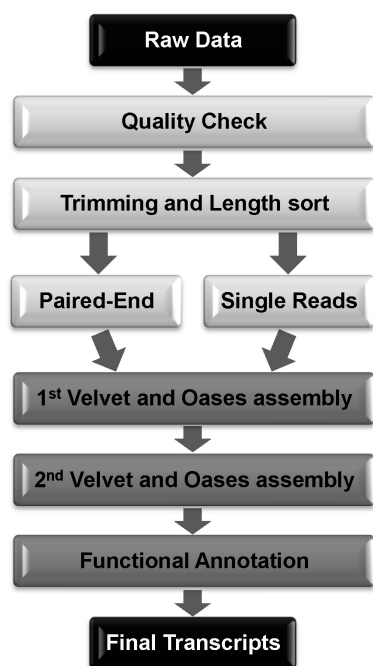 Raw Data
Quality Check
Trimming and Length sort
Paired-End
Single Reads
1st Velvet and Oases assembly
2nd Velvet and Oases assembly
Functional Annotation
Final Transcripts